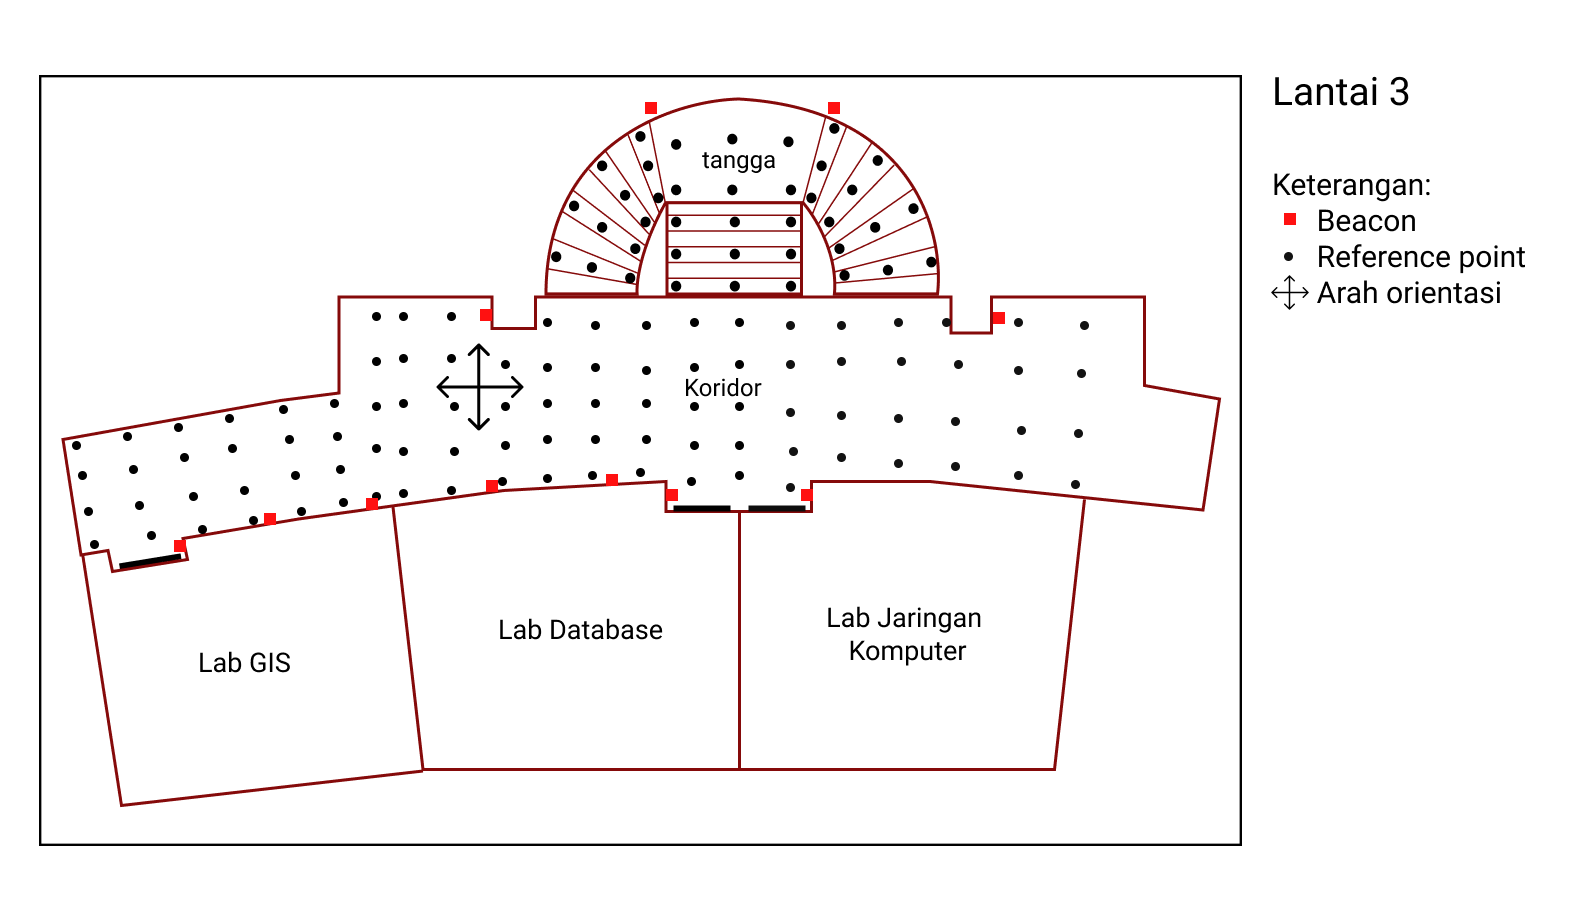 Lantai 3
tangga
Keterangan:
Beacon
Reference point
Arah orientasi
Koridor
Lab GIS
Lab Database
Lab Jaringan
Komputer